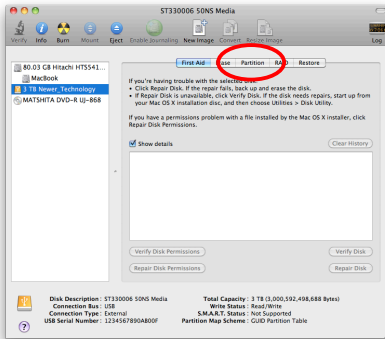 ST330006 50NS Media
Verify Info Burn Mount Eject Enable Journaling New Image Convert Resize Image Log
First Aid Erase Partition RAID Restore
80.03 GB Hitachi HTS541...
MacBook
3 TB Newer_Technology
MATSHITA DVD-R UJ-868
If you're having trouble with the selected disk:
• Click Repair Disk. If the repair fails, back up and erase the disk.
• If Repair Disk is unavailable, click Verify Disk. If the disk needs repairs, start up from
your Mac OS X installation disc, and then choose Utilities > Disk Utility.
If you have a permissions problem with a file installed by the Mac OS X installer, click
Repair Disk Permissions.
Show details
Clear History
Verify Disk Permissions
Verify Disk
Repair Disk Permissions
Repair Disk
Disk Description : ST330006 50NS Media
Connection Bus : USB
Connection Type : External
USB Serial Number : 1234567890A800F
Total Capacity : 3 TB (3,000,592,498,688 Bytes)
Write Status : Read/Write
S.M.A.R.T. Status : Not Supported
Partition Map Scheme : GUID Partition Table
?